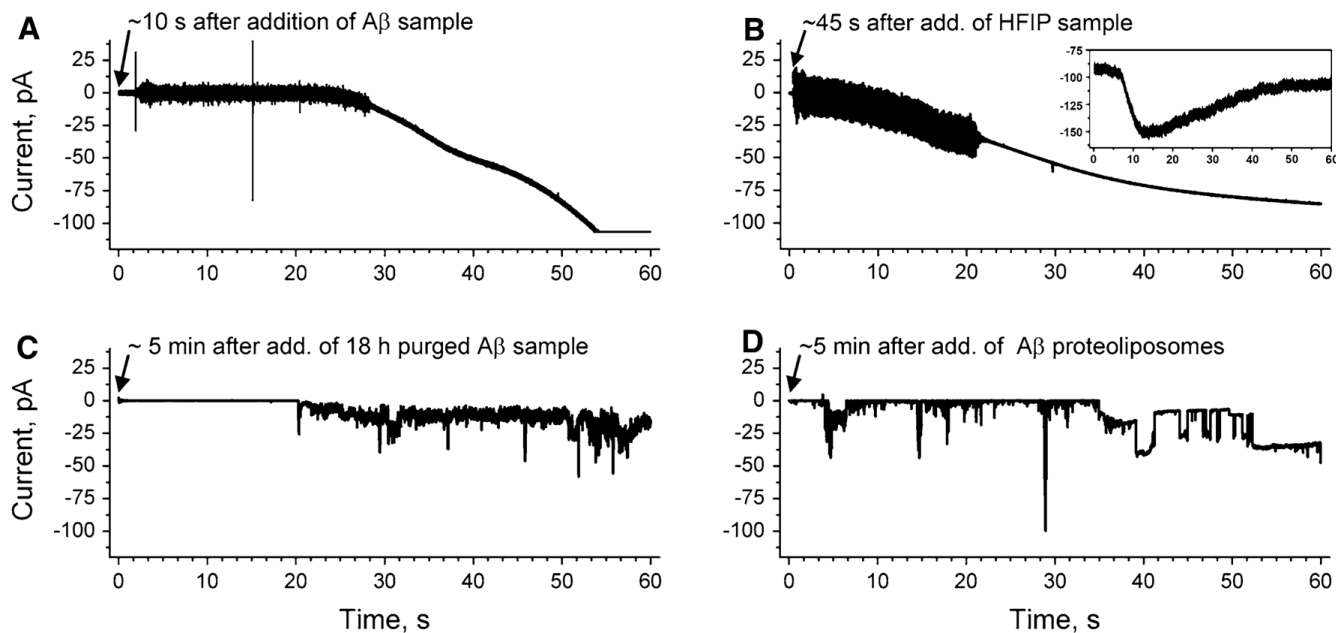 A
~10 s after addition of Aβ sample
25
0
-25
-50
-75
-100
Current, pA
0 10 20 30 40 50 60
B
~45 s after add. of HFIP sample
25
0
-25
-50
-75
-100
-75
-100
-125
-150
0 10 20 30 40 50 60
0 10 20 30 40 50 60
C
~ 5 min after add. of 18 h purged Aβ sample
25
0
-25
-50
-75
-100
Current, pA
0 10 20 30 40 50 60
Time, s
D
~5 min after add. of Aβ proteoliposomes
25
0
-25
-50
-75
-100
0 10 20 30 40 50 60
Time, s